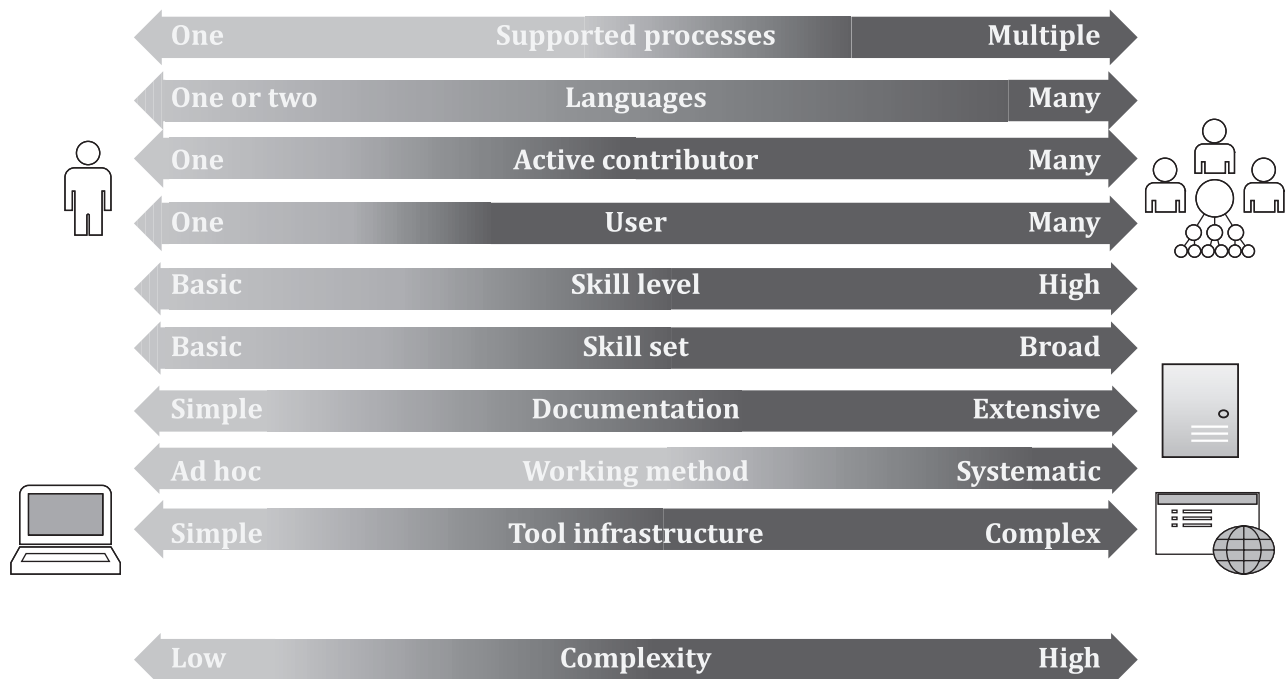 One Supported processes Multiple
One or two Languages Many
One Active contributor Many
One User Many
Basic Skill level High
Basic Skill set Broad
Simple Documentation Extensive
Ad hoc Working method Systematic
Simple Tool infrastructure Complex
Low Complexity High